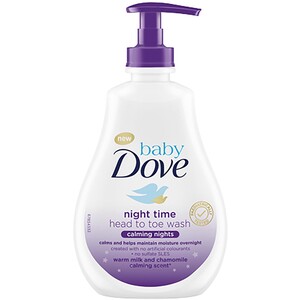 new
baby
Dove
night time
head to toe wash
calming nights
calms and helps maintain moisture overnight
created with no artificial colourants
+ no sulfate SLES
warm milk and chamomile
calming scent*